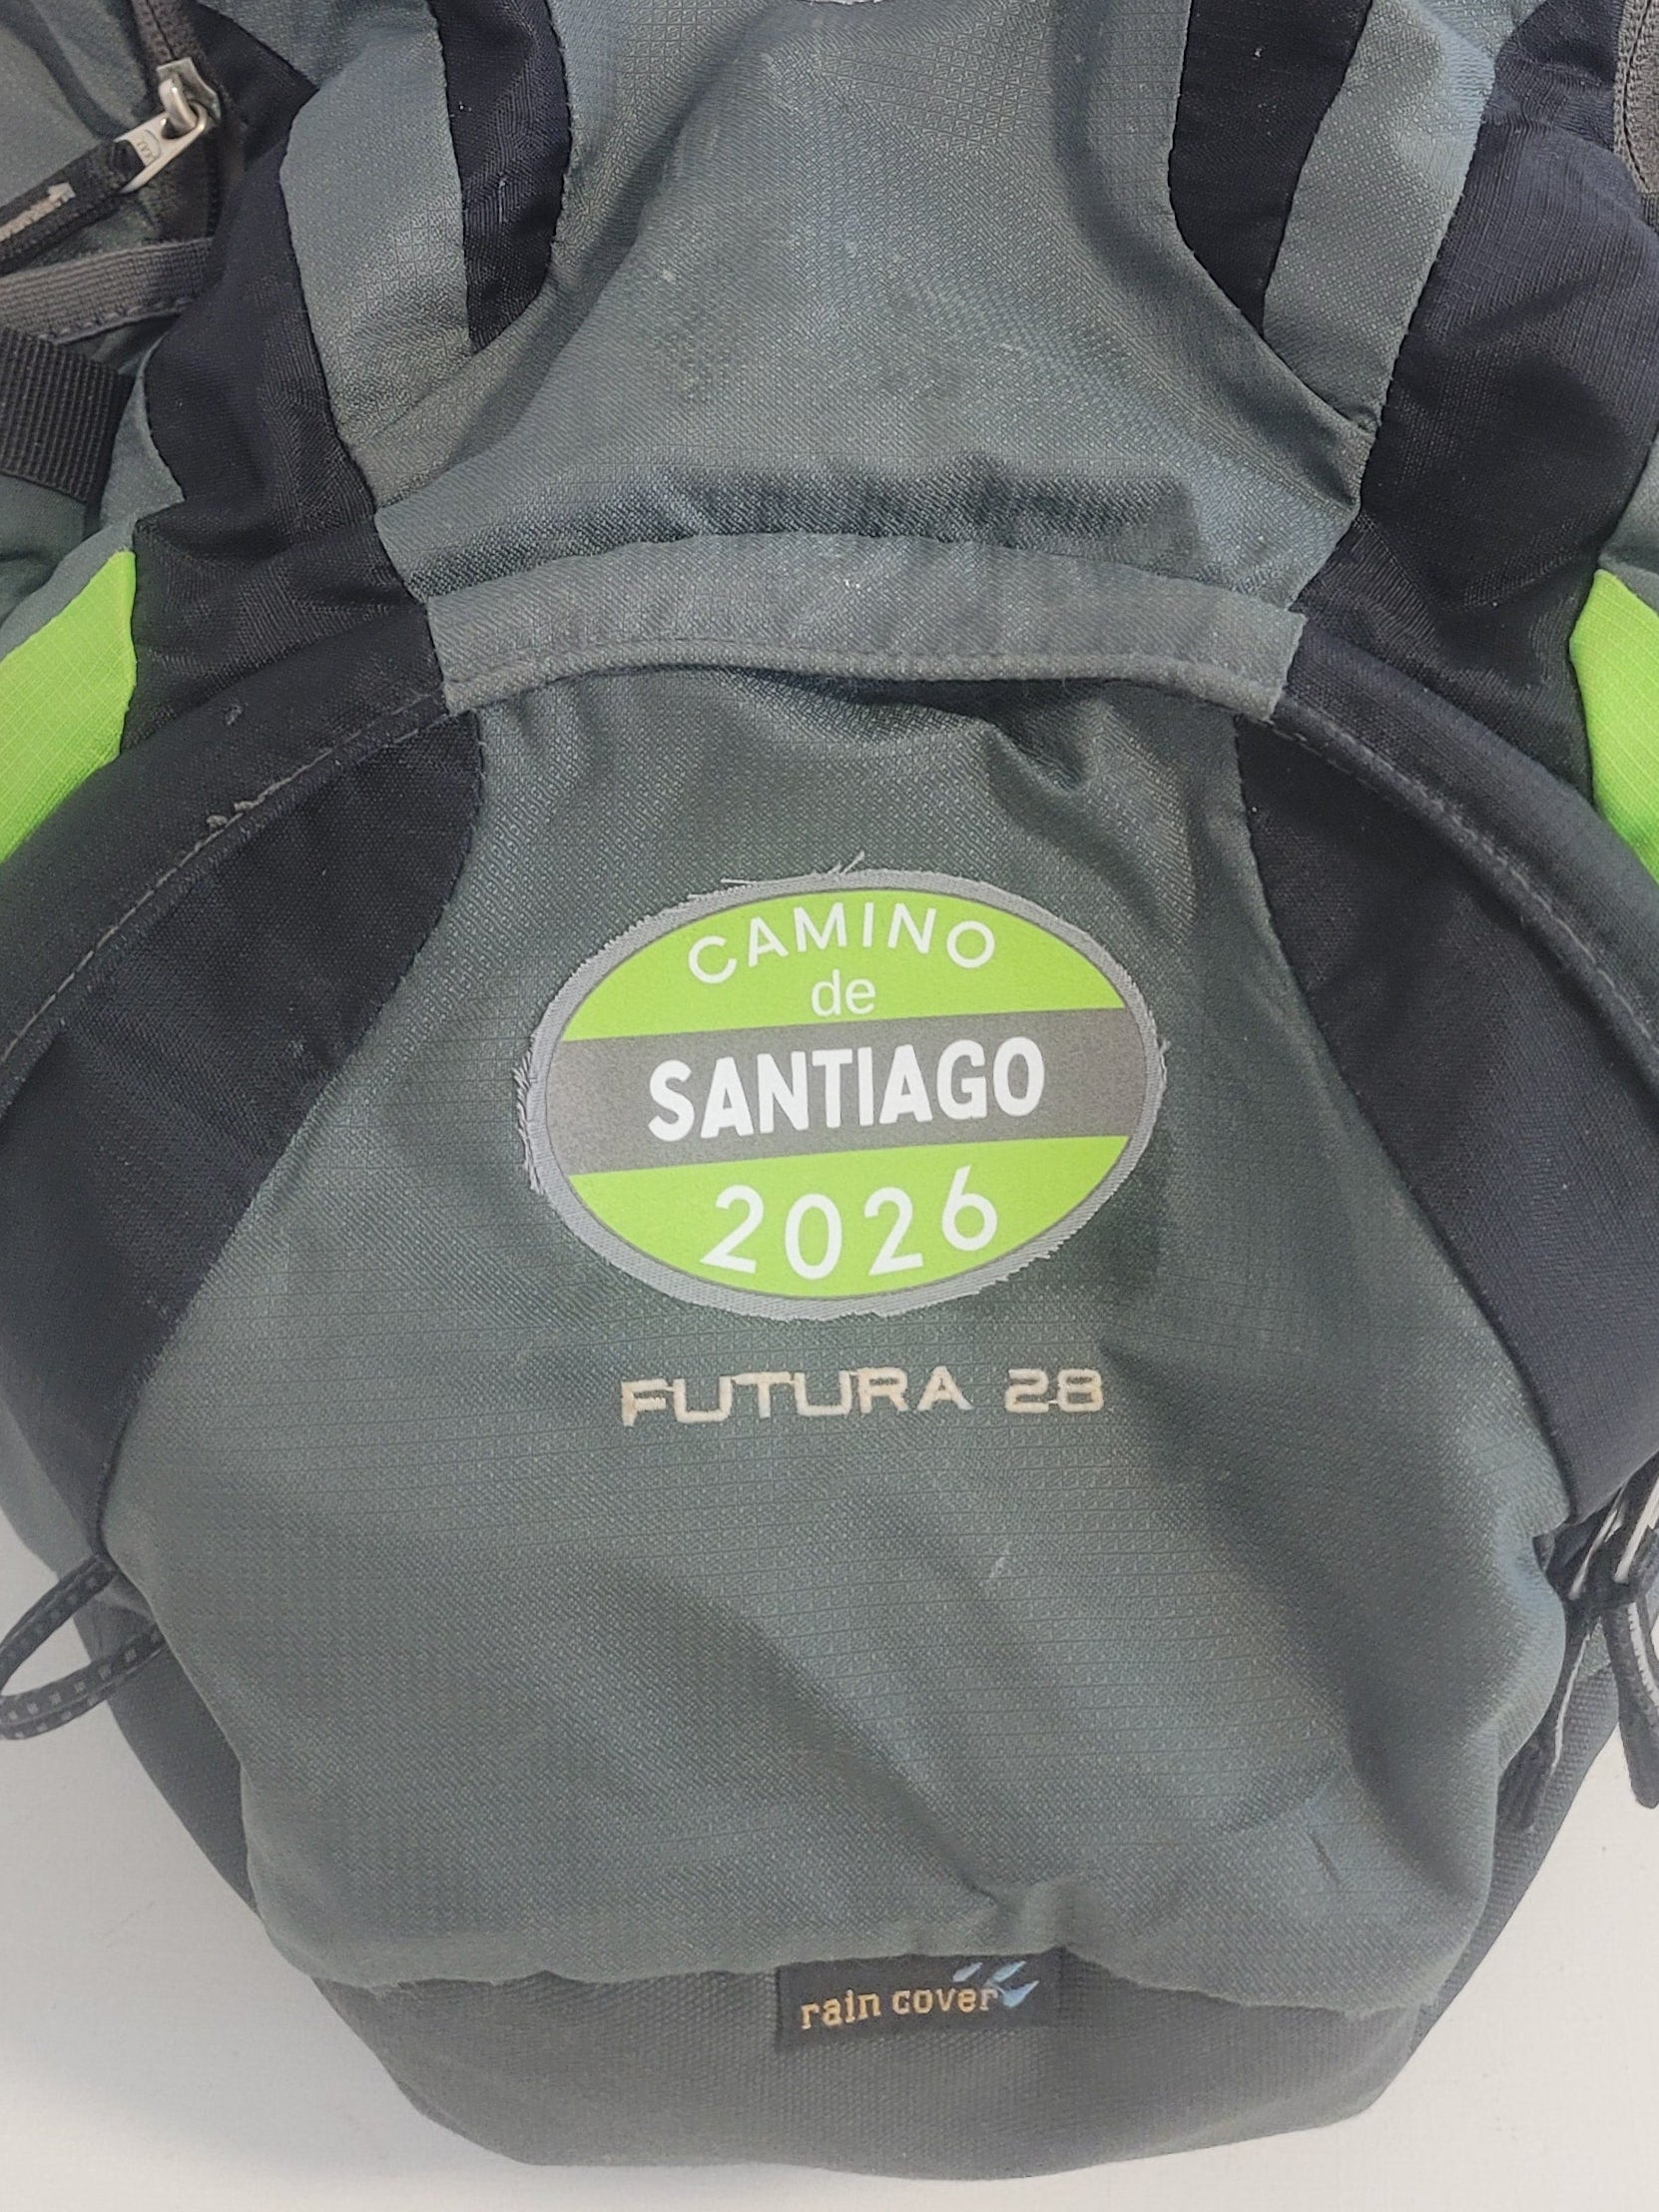 CAMINO
de
SANTIAGO
2026
FUTURA 28
rain cover